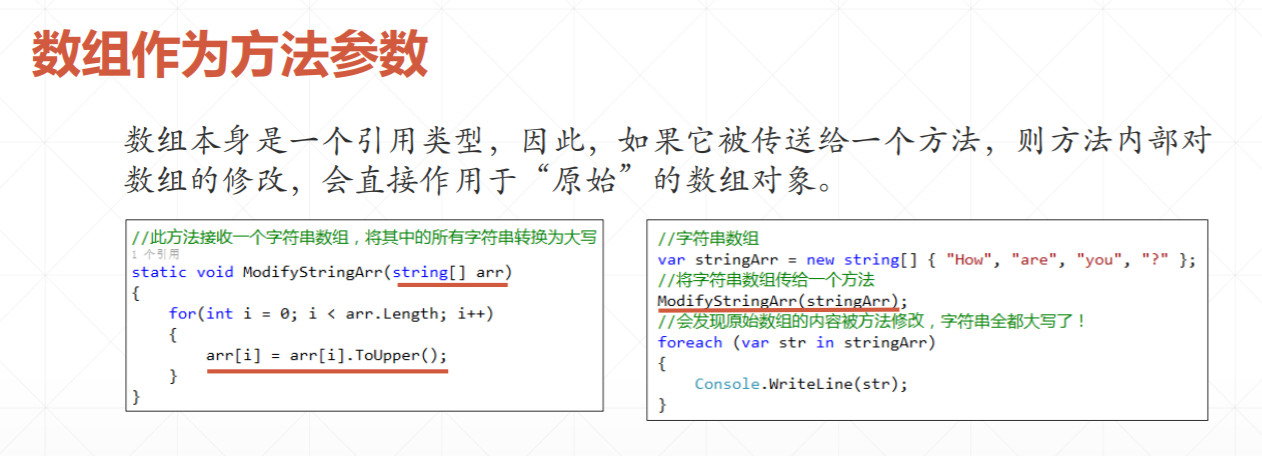 数组作为方法参数
数组本身是一个引用类型，因此，如果它被传送给一个方法，则方法内部对
数组的修改，会直接作用于“原始”的数组对象。
//此方法接收一个字符串数组，将其中的所有字符串转换为大写
1 个引用
static void ModifyStringArr(string[] arr)
{
for(int i = 0; i < arr.Length; i++)
{
arr[i] = arr[i].ToUpper();
}
}
//字符串数组
var stringArr = new string[] { "How", "are", "you", "?" };
//将字符串数组传给一个方法
ModifyStringArr(stringArr);
//会发现原始数组的内容被方法修改，字符串全都大写了！
foreach (var str in stringArr)
{
Console.WriteLine(str);
}